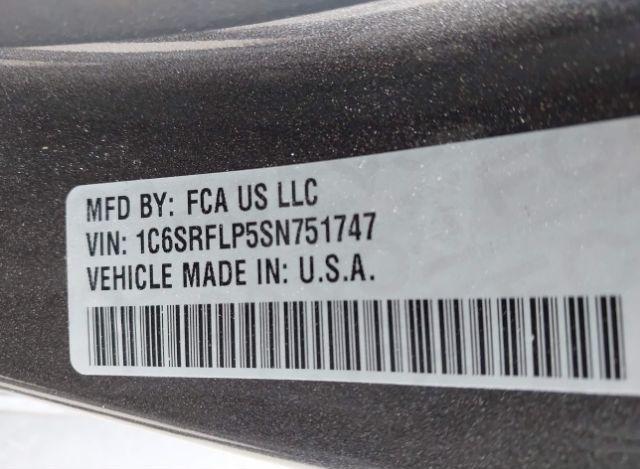 MFD BY: FCA US LLC
VIN: 1C6SRFLP5SN751747
VEHICLE MADE IN: U.S.A.